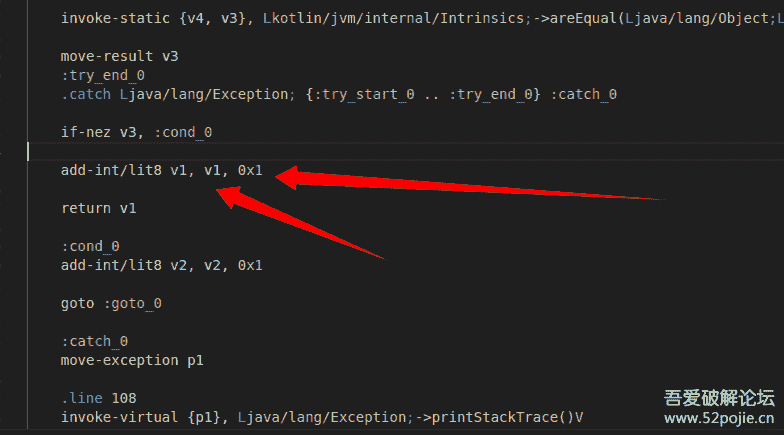 invoke-static {v4, v3}, Lkotlin/jvm/internal/Intrinsics;->areEqual(Ljava/lang/Object;L
move-result v3
:try_end_0
.catch Ljava/lang/Exception; {:try_start_0 .. :try_end_0} :catch_0
if-nez v3, :cond_0
add-int/lit8 v1, v1, 0x1
return v1
:cond_0
add-int/lit8 v2, v2, 0x1
goto :goto_0
:catch_0
move-exception p1
.line 108
invoke-virtual {p1}, Ljava/lang/Exception;->printStackTrace()V
吾爱破解论坛
www.52pojie.cn